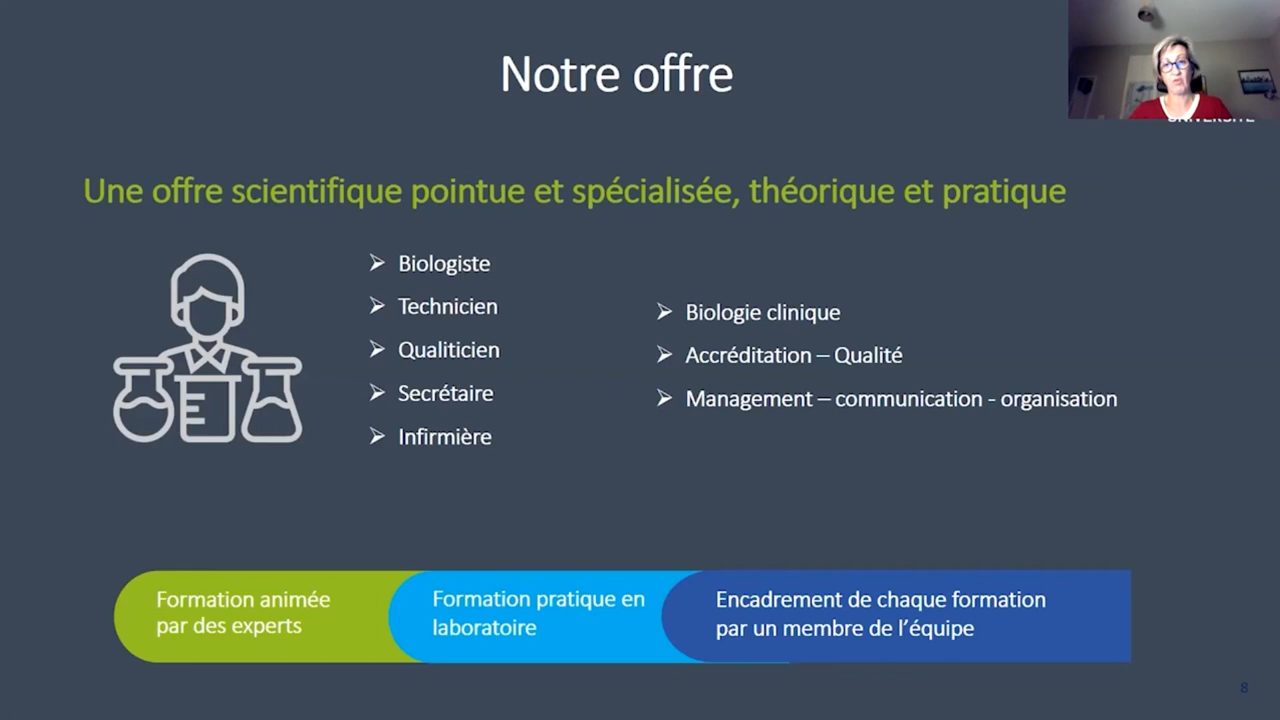 Notre offre
UNIVERSITÉ
Une offre scientifique pointue et spécialisée, théorique et pratique
Biologiste
Technicien
Qualiticien
Secrétaire
Infirmière
Biologie clinique
Accréditation – Qualité
Management – communication - organisation
Formation animée
par des experts
Formation pratique en
laboratoire
Encadrement de chaque formation
par un membre de l’équipe
8